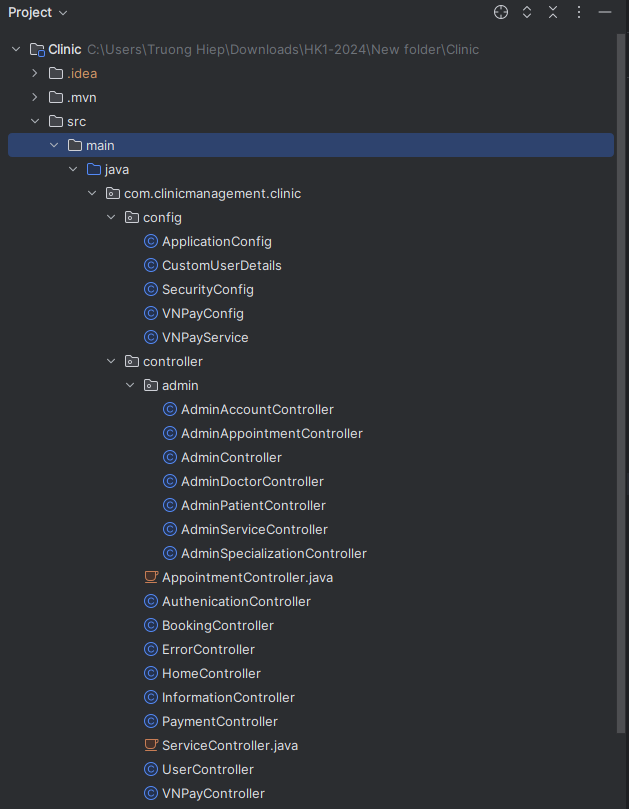 Project
Clinic C:\Users\Truong Hiep\Downloads\HK1-2024\New folder\Clinic
.idea
.mvn
src
main
java
com.clinicmanagement.clinic
config
ApplicationConfig
CustomUserDetails
SecurityConfig
VNPayConfig
VNPayService
controller
admin
AdminAccountController
AdminAppointmentController
AdminController
AdminDoctorController
AdminPatientController
AdminServiceController
AdminSpecializationController
AppointmentController.java
AuthenicationController
BookingController
ErrorController
HomeController
InformationController
PaymentController
ServiceController.java
UserController
VNPayController